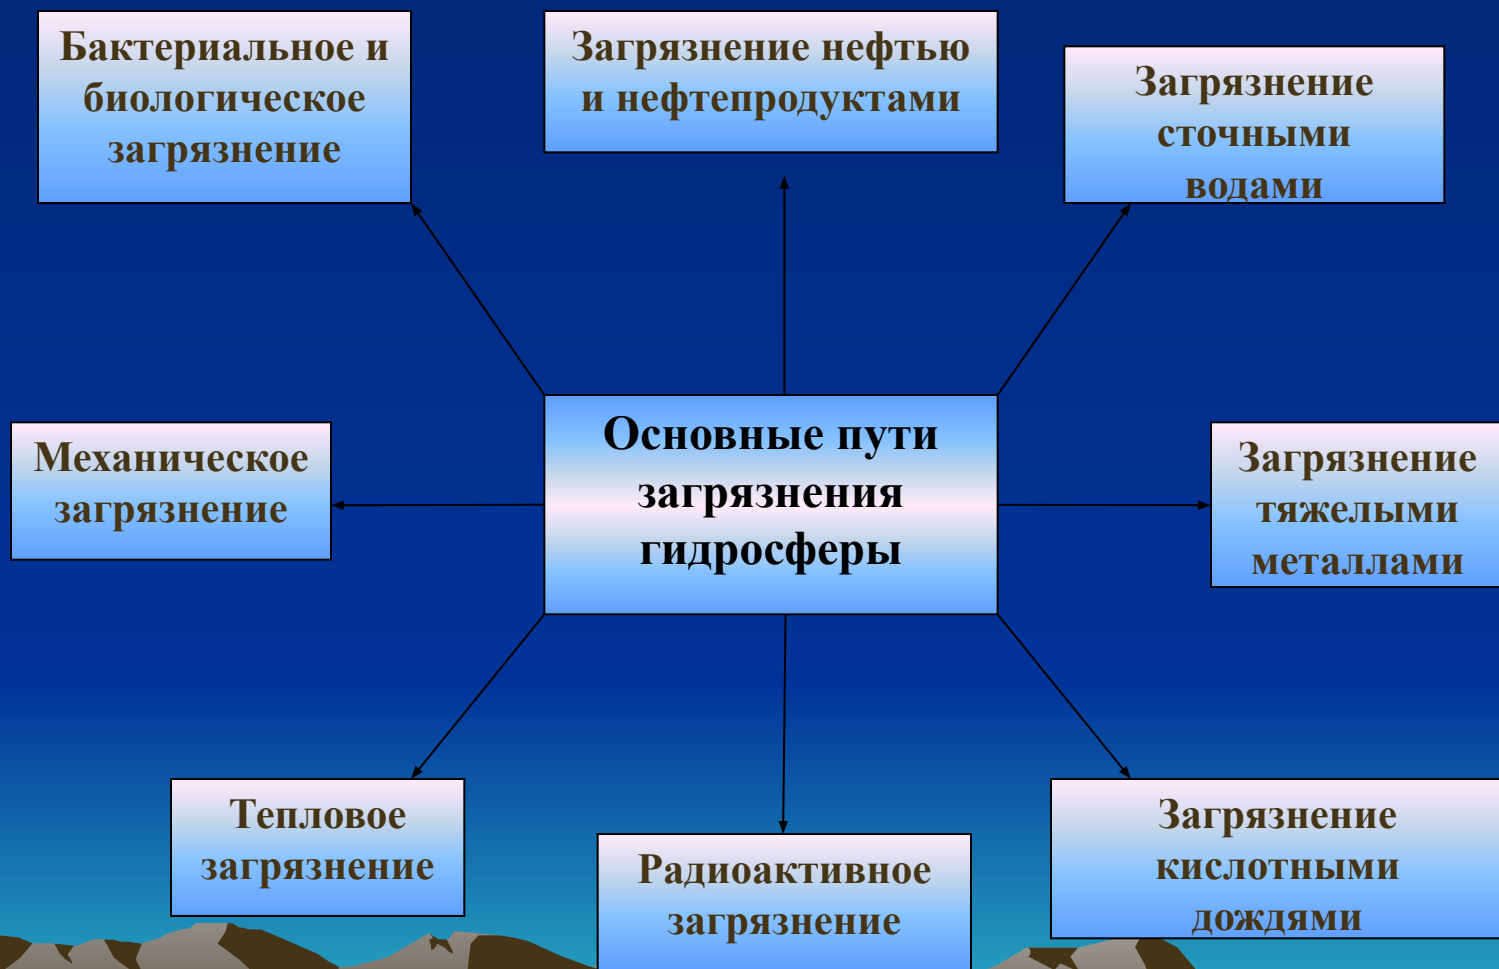 Бактериальное и
биологическое
загрязнение
Загрязнение нефтью
и нефтепродуктами
Загрязнение
сточными
водами
Механическое
загрязнение
Основные пути
загрязнения
гидросферы
Загрязнение
тяжелыми
металлами
Тепловое
загрязнение
Радиоактивное
загрязнение
Загрязнение
кислотными
дождями